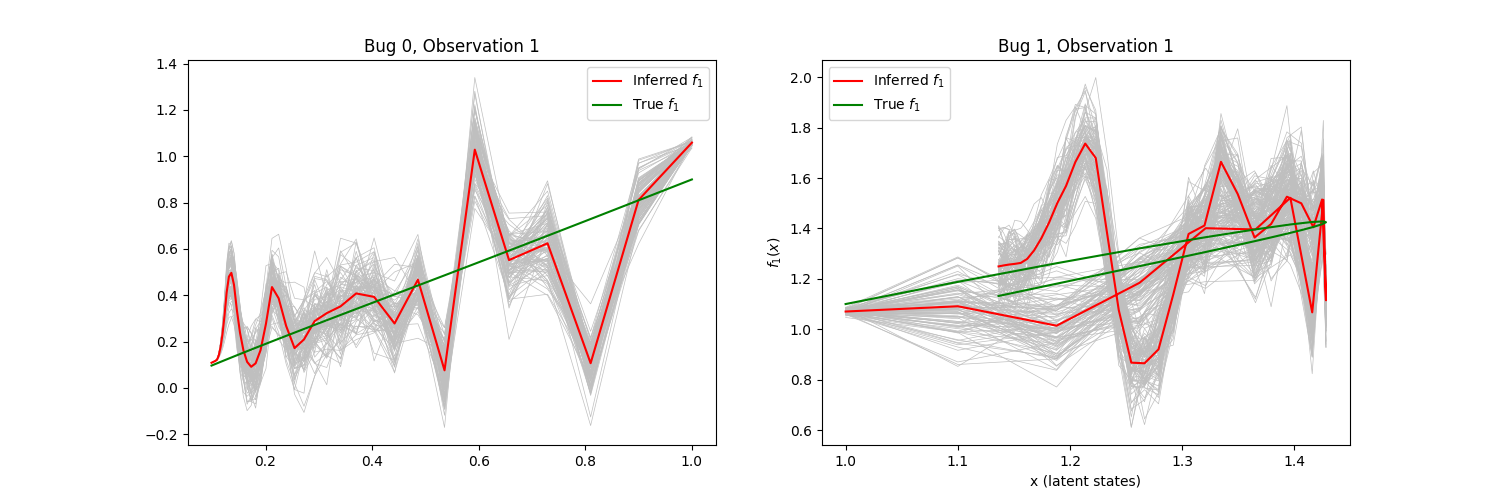 Bug 0, Observation 1
1.4
1.2
1.0
0.8
0.6
0.4
0.2
0.0
−0.2
Inferred f₁
True f₁
0.2 0.4 0.6 0.8 1.0
Bug 1, Observation 1
2.0
1.8
1.6
1.4
1.2
1.0
0.8
0.6
f₁(x)
Inferred f₁
True f₁
1.0 1.1 1.2 1.3 1.4
x (latent states)